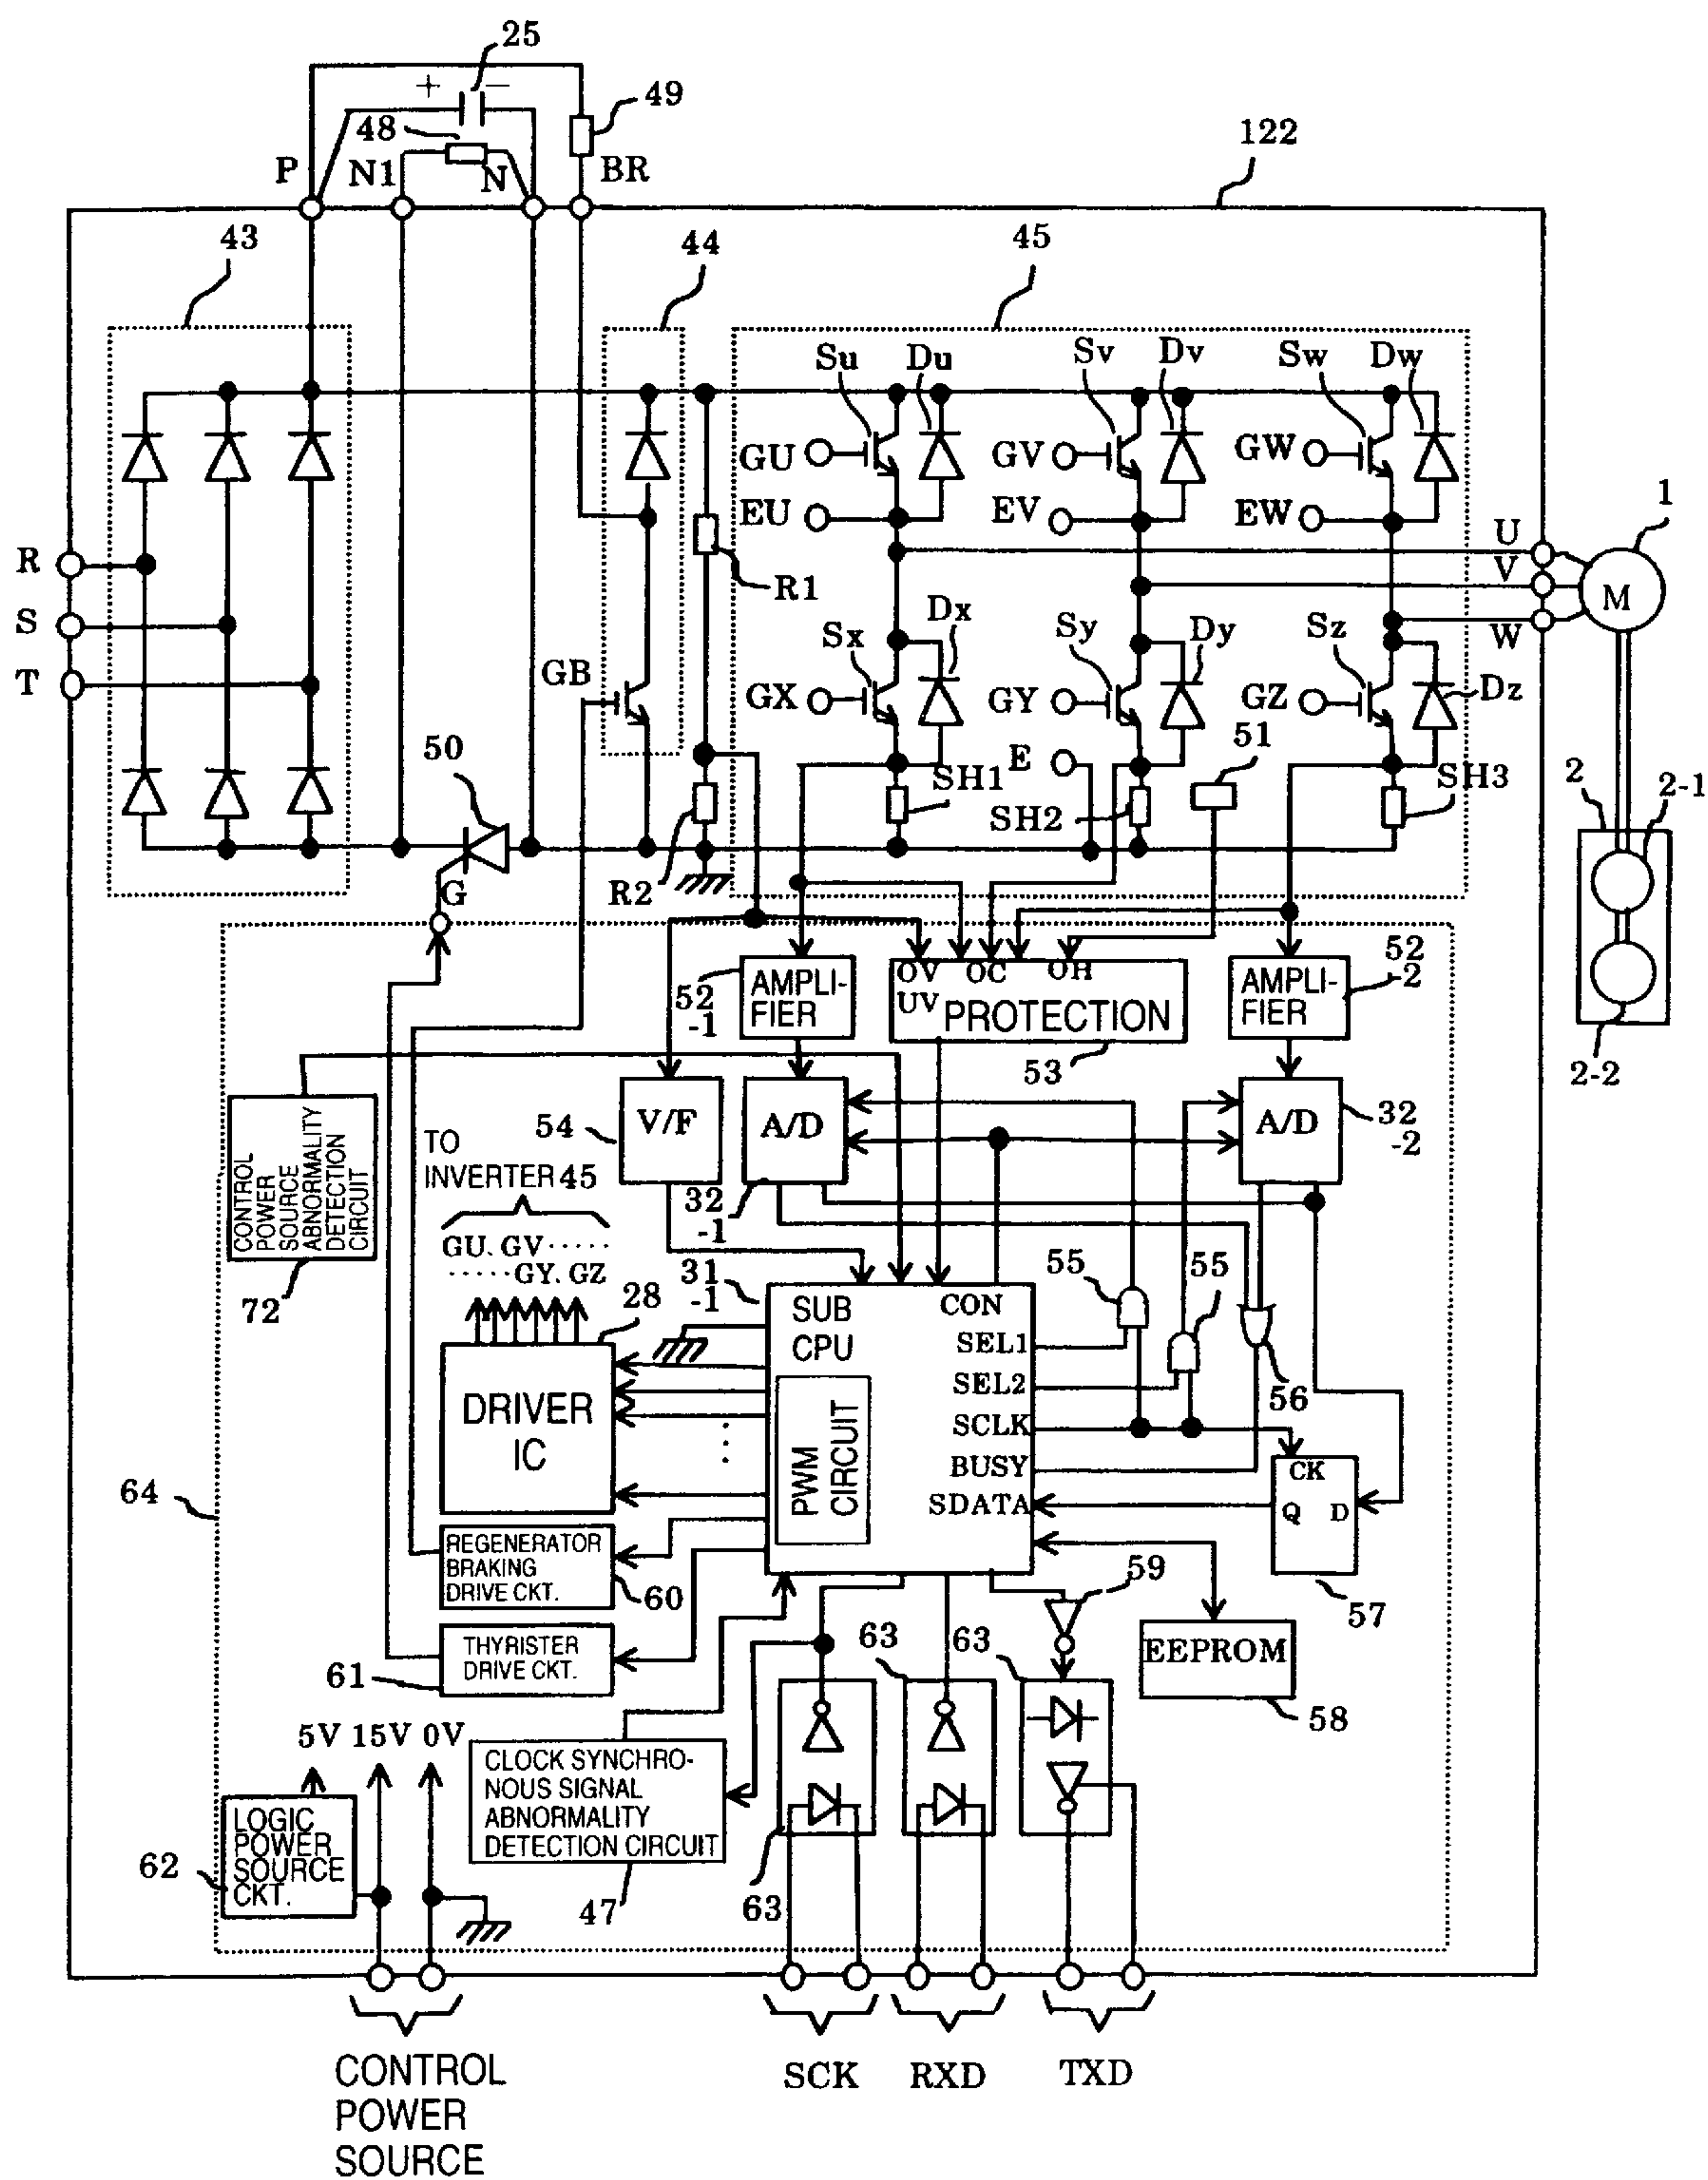 25
+ −
49
48
122
P N1 N BR
43 44 45
Su Du Sv Dv Sw Dw
GU GV GW
EU EV EW
1
R
U
V
M
R1
S
W
Dx Sy Dy Sz
Sx
T
GB
GX GY GZ Dz
50
51
E SH1 SH3
2 2-1
SH2
G R2
52
-1
AMPLI-
FIER
OV OC OH
UV
PROTECTION
AMPLI-
FIER
52
-2
53
2-2
CONTROL
POWER
SOURCE
ABNORMALITY
DETECTION
CIRCUIT
72
TO
INVERTER 45
54
V/F
A/D
A/D
32
-2
32
-1
GU. GV·····
·····GY. GZ
28
31
-1
SUB
CPU
CON
55
55
SEL1
SEL2
56
DRIVER
IC
PWM
CIRCUIT
SCLK
BUSY
SDATA
CK
Q D
64
REGENERATOR
BRAKING
DRIVE CKT.
60
59
57
THYRISTER
DRIVE CKT.
61
63 63
EEPROM
58
5V 15V 0V
CLOCK SYNCHRO-
NOUS SIGNAL
ABNORMALITY
DETECTION CIRCUIT
LOGIC
POWER
SOURCE
CKT.
62
47
63
CONTROL
POWER
SOURCE
SCK RXD TXD